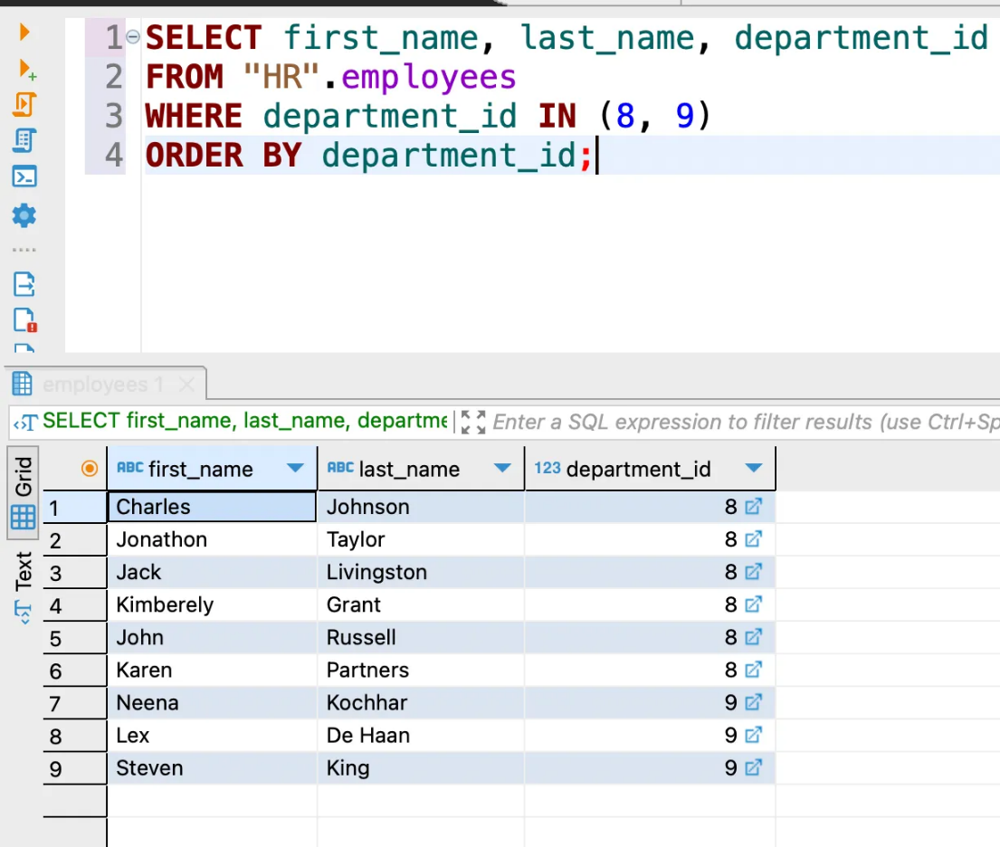 1 SELECT first_name, last_name, department_id
2 FROM "HR".employees
3 WHERE department_id IN (8, 9)
4 ORDER BY department_id;
employees 1
SELECT first_name, last_name, departme Enter a SQL expression to filter results (use Ctrl+Sp
Grid
Text
ABC first_name ABC last_name 123 department_id
1 Charles Johnson 8
2 Jonathon Taylor 8
3 Jack Livingston 8
4 Kimberely Grant 8
5 John Russell 8
6 Karen Partners 8
7 Neena Kochhar 9
8 Lex De Haan 9
9 Steven King 9